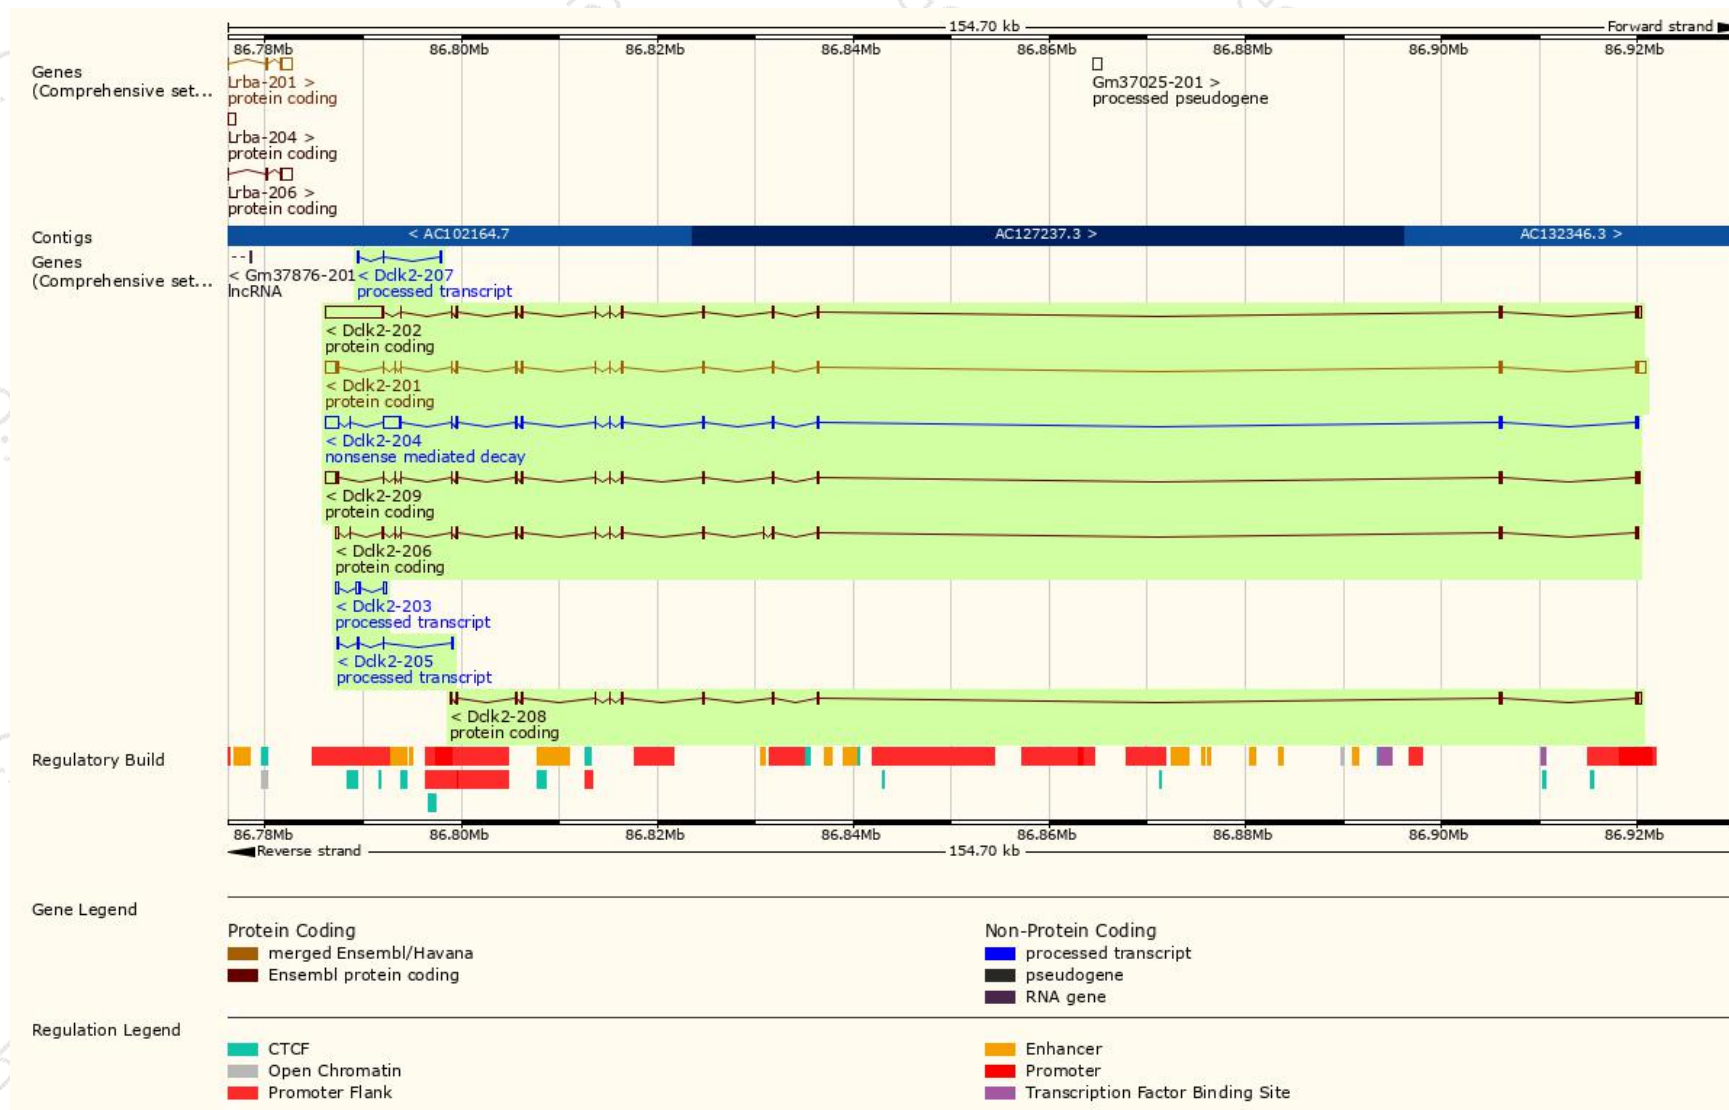 154.70 kb Forward strand
86.78Mb 86.80Mb 86.82Mb 86.84Mb 86.86Mb 86.88Mb 86.90Mb 86.92Mb
Genes
(Comprehensive set...
Lrba-201 >
protein coding
Gm37025-201 >
processed pseudogene
Lrba-204 >
protein coding
Lrba-206 >
protein coding
Contigs
< AC102164.7 AC127237.3 > AC132346.3 >
Genes
(Comprehensive set...
< Gm37876-201
lncRNA
< Dclk2-207
processed transcript
< Dclk2-202
protein coding
< Dclk2-201
protein coding
< Dclk2-204
nonsense mediated decay
< Dclk2-209
protein coding
< Dclk2-206
protein coding
< Dclk2-203
processed transcript
< Dclk2-205
processed transcript
< Dclk2-208
protein coding
Regulatory Build
86.78Mb 86.80Mb 86.82Mb 86.84Mb 86.86Mb 86.88Mb 86.90Mb 86.92Mb
Reverse strand 154.70 kb
Gene Legend
Protein Coding
merged Ensembl/Havana
Ensembl protein coding
Non-Protein Coding
processed transcript
pseudogene
RNA gene
Regulation Legend
CTCF
Open Chromatin
Promoter Flank
Enhancer
Promoter
Transcription Factor Binding Site